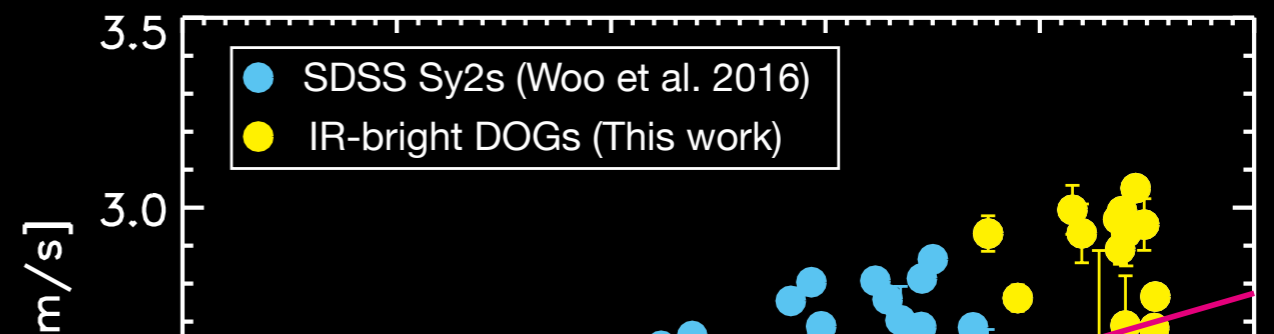 3.5
SDSS Sy2s (Woo et al. 2016)
IR-bright DOGs (This work)
3.0
m/s]